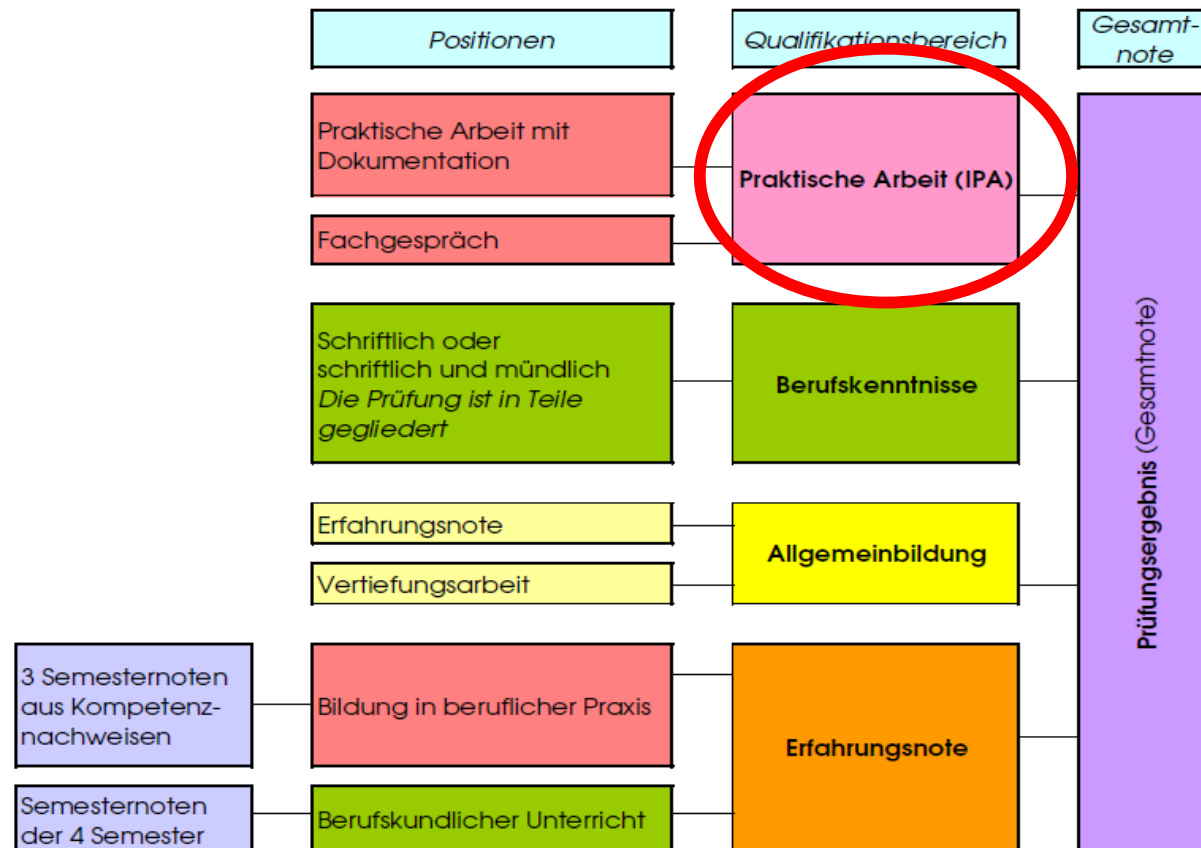 Positionen
Qualifikationsbereich
Gesamt-
note
Praktische Arbeit mit
Dokumentation
Fachgespräch
Praktische Arbeit (IPA)
Schriftlich oder
schriftlich und mündlich
Die Prüfung ist in Teile
gegliedert
Berufskenntnisse
Erfahrungsnote
Vertiefungsarbeit
Allgemeinbildung
3 Semesternoten
aus Kompetenz-
nachweisen
Bildung in beruflicher Praxis
Semesternoten
der 4 Semester
Berufskundlicher Unterricht
Erfahrungsnote
Prüfungsergebnis (Gesamtnote)